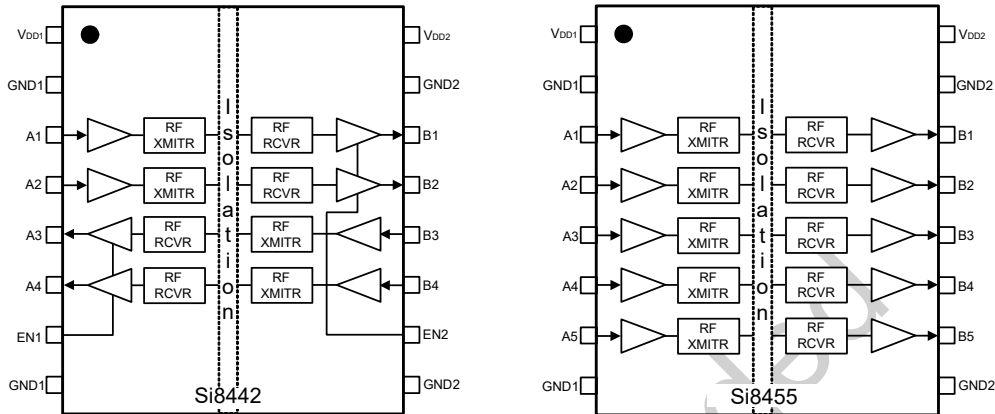 VDD1
VDD2
GND1
GND2
A1
RF XMITR
RF RCVR
B1
A2
RF XMITR
RF RCVR
B2
A3
RF RCVR
RF XMITR
B3
A4
RF RCVR
RF XMITR
B4
EN1
EN2
GND1
GND2
Isolation
Si8442
VDD1
VDD2
GND1
GND2
A1
RF XMITR
RF RCVR
B1
A2
RF XMITR
RF RCVR
B2
A3
RF XMITR
RF RCVR
B3
A4
RF XMITR
RF RCVR
B4
A5
RF XMITR
RF RCVR
B5
GND1
GND2
Isolation
Si8455